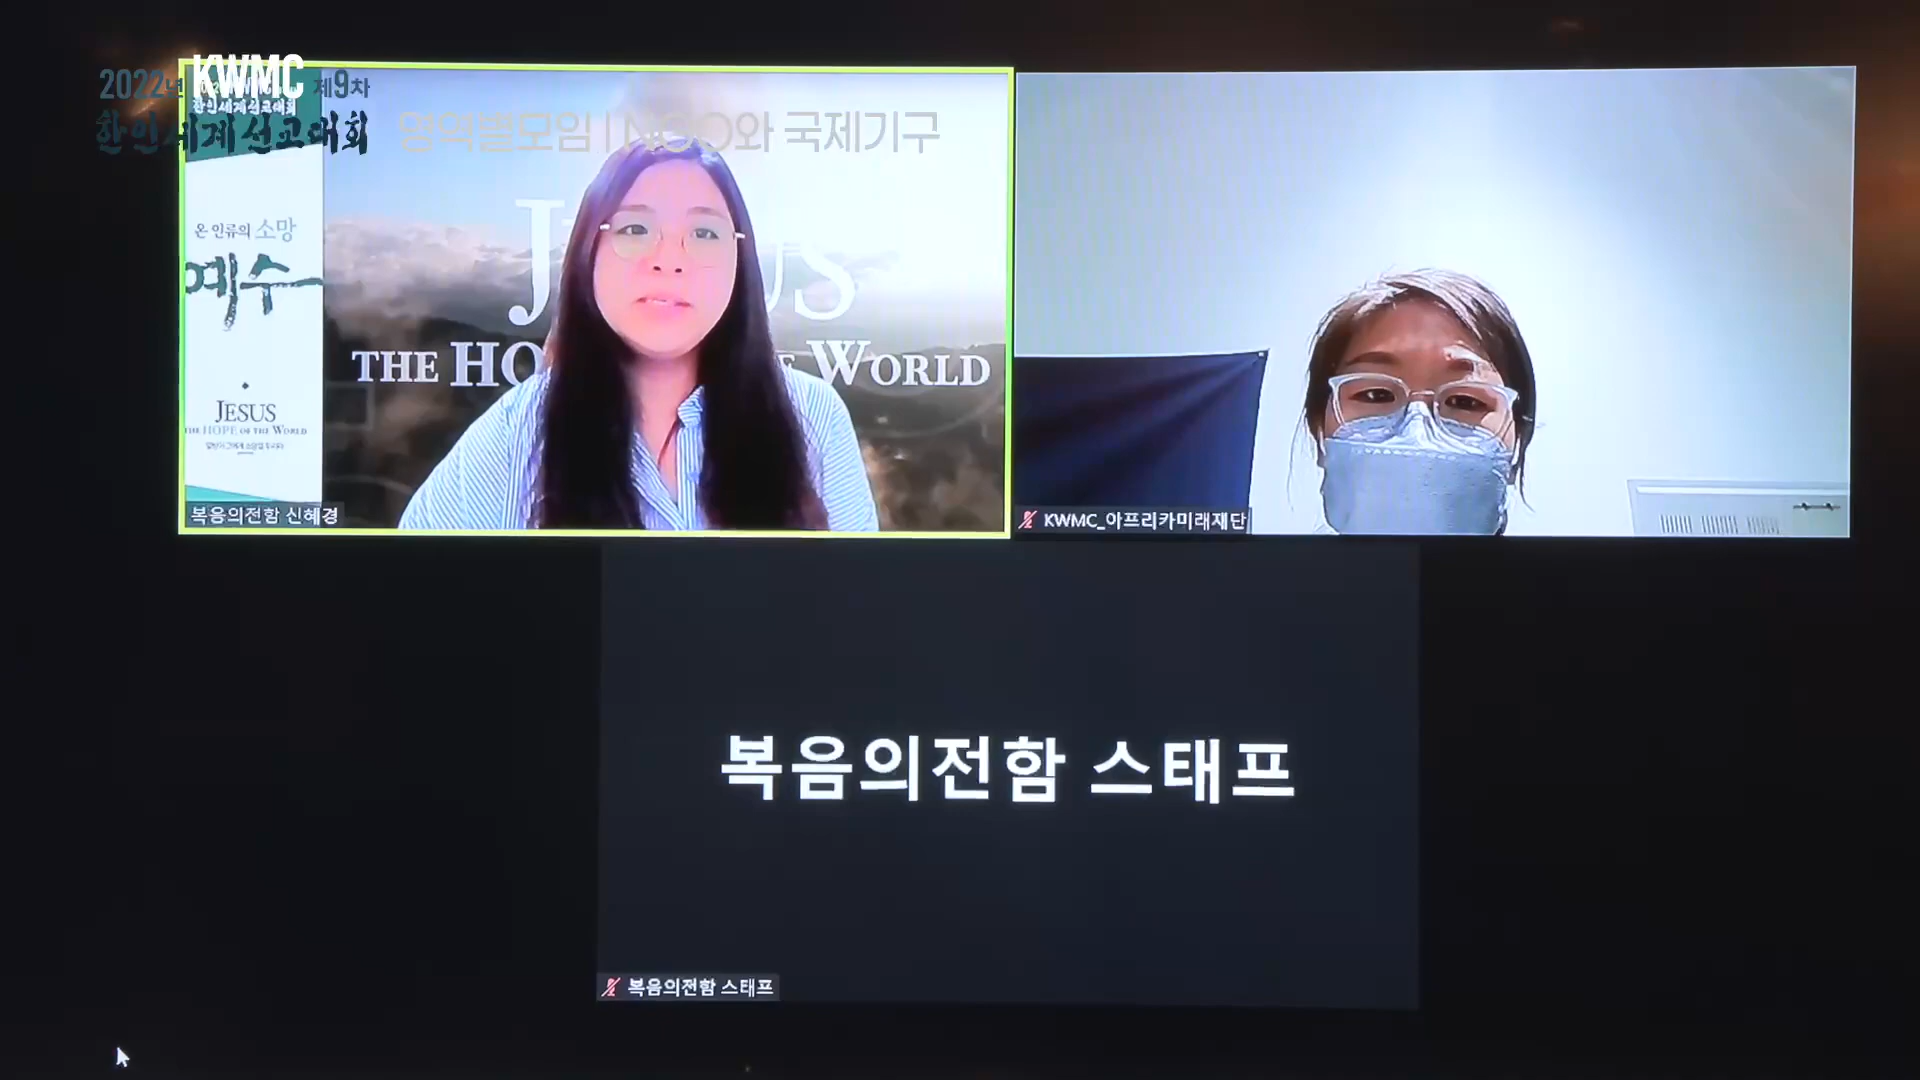 2022년 KWMC 제9차
한인세계선교대회
영역별모임 | NGO와 국제기구
한인세계선교대회
온 인류의 소망
예수
JESUS
THE HOPE OF THE WORLD
THE HO WORLD
복음의전함 신혜경
KWMC_아프리카미래재단
복음의전함 스태프
복음의전함 스태프